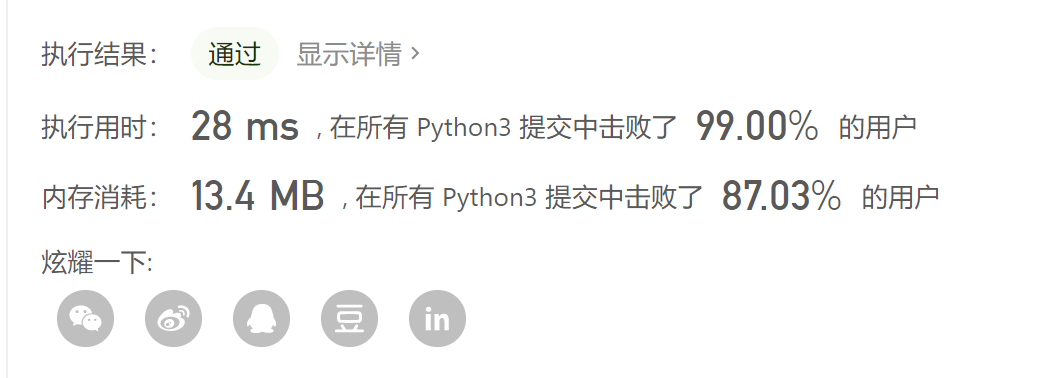 执行结果： 通过 显示详情 ›
执行用时： 28 ms , 在所有 Python3 提交中击败了 99.00% 的用户
内存消耗： 13.4 MB , 在所有 Python3 提交中击败了 87.03% 的用户
炫耀一下:
豆 in